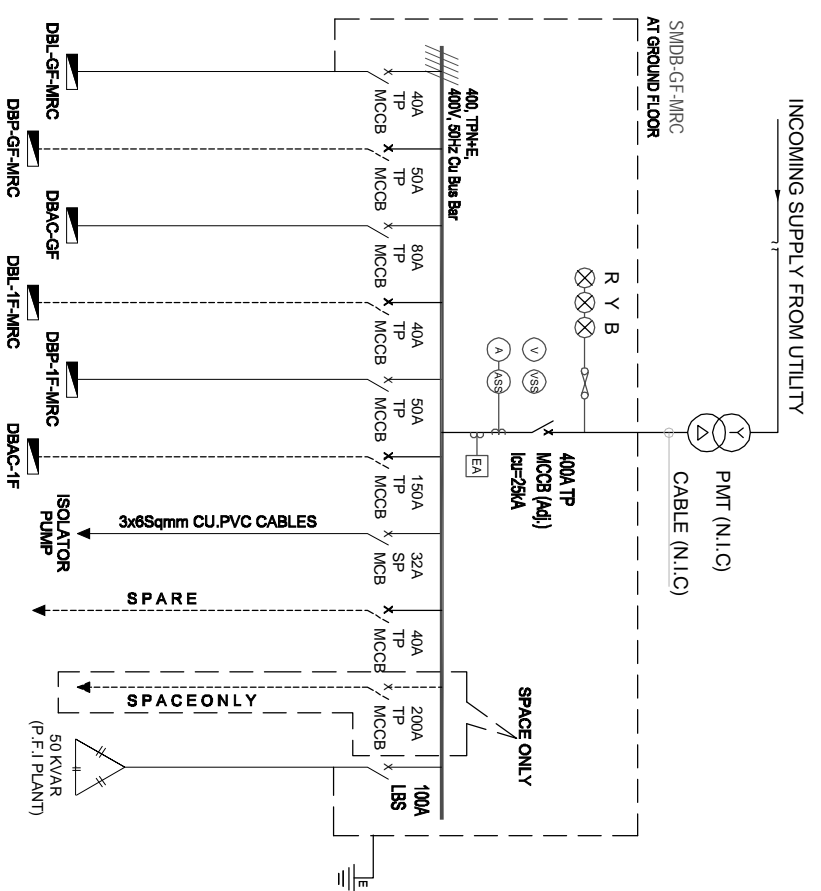 INCOMING SUPPLY FROM UTILITY
PMT (N.I.C)
CABLE (N.I.C)
SMDB-GF-MRC
AT GROUND FLOOR
R Y B
V
VSS
A
ASS
EA
400A TP
MCCB (Adj.)
Icu=25kA
400, TPN+E,
400V, 50Hz Cu Bus Bar
SPACE ONLY
40A
TP
MCCB
50A
TP
MCCB
80A
TP
MCCB
40A
TP
MCCB
50A
TP
MCCB
150A
TP
MCCB
32A
SP
MCB
40A
TP
MCCB
200A
TP
MCCB
100A
LBS
3x6Sqmm CU.PVC CABLES
SPARE
SPACEONLY
DBL-GF-MRC
DBP-GF-MRC
DBAC-GF
DBL-1F-MRC
DBP-1F-MRC
DBAC-1F
ISOLATOR
PUMP
50 KVAR
(P.F.I PLANT)
E